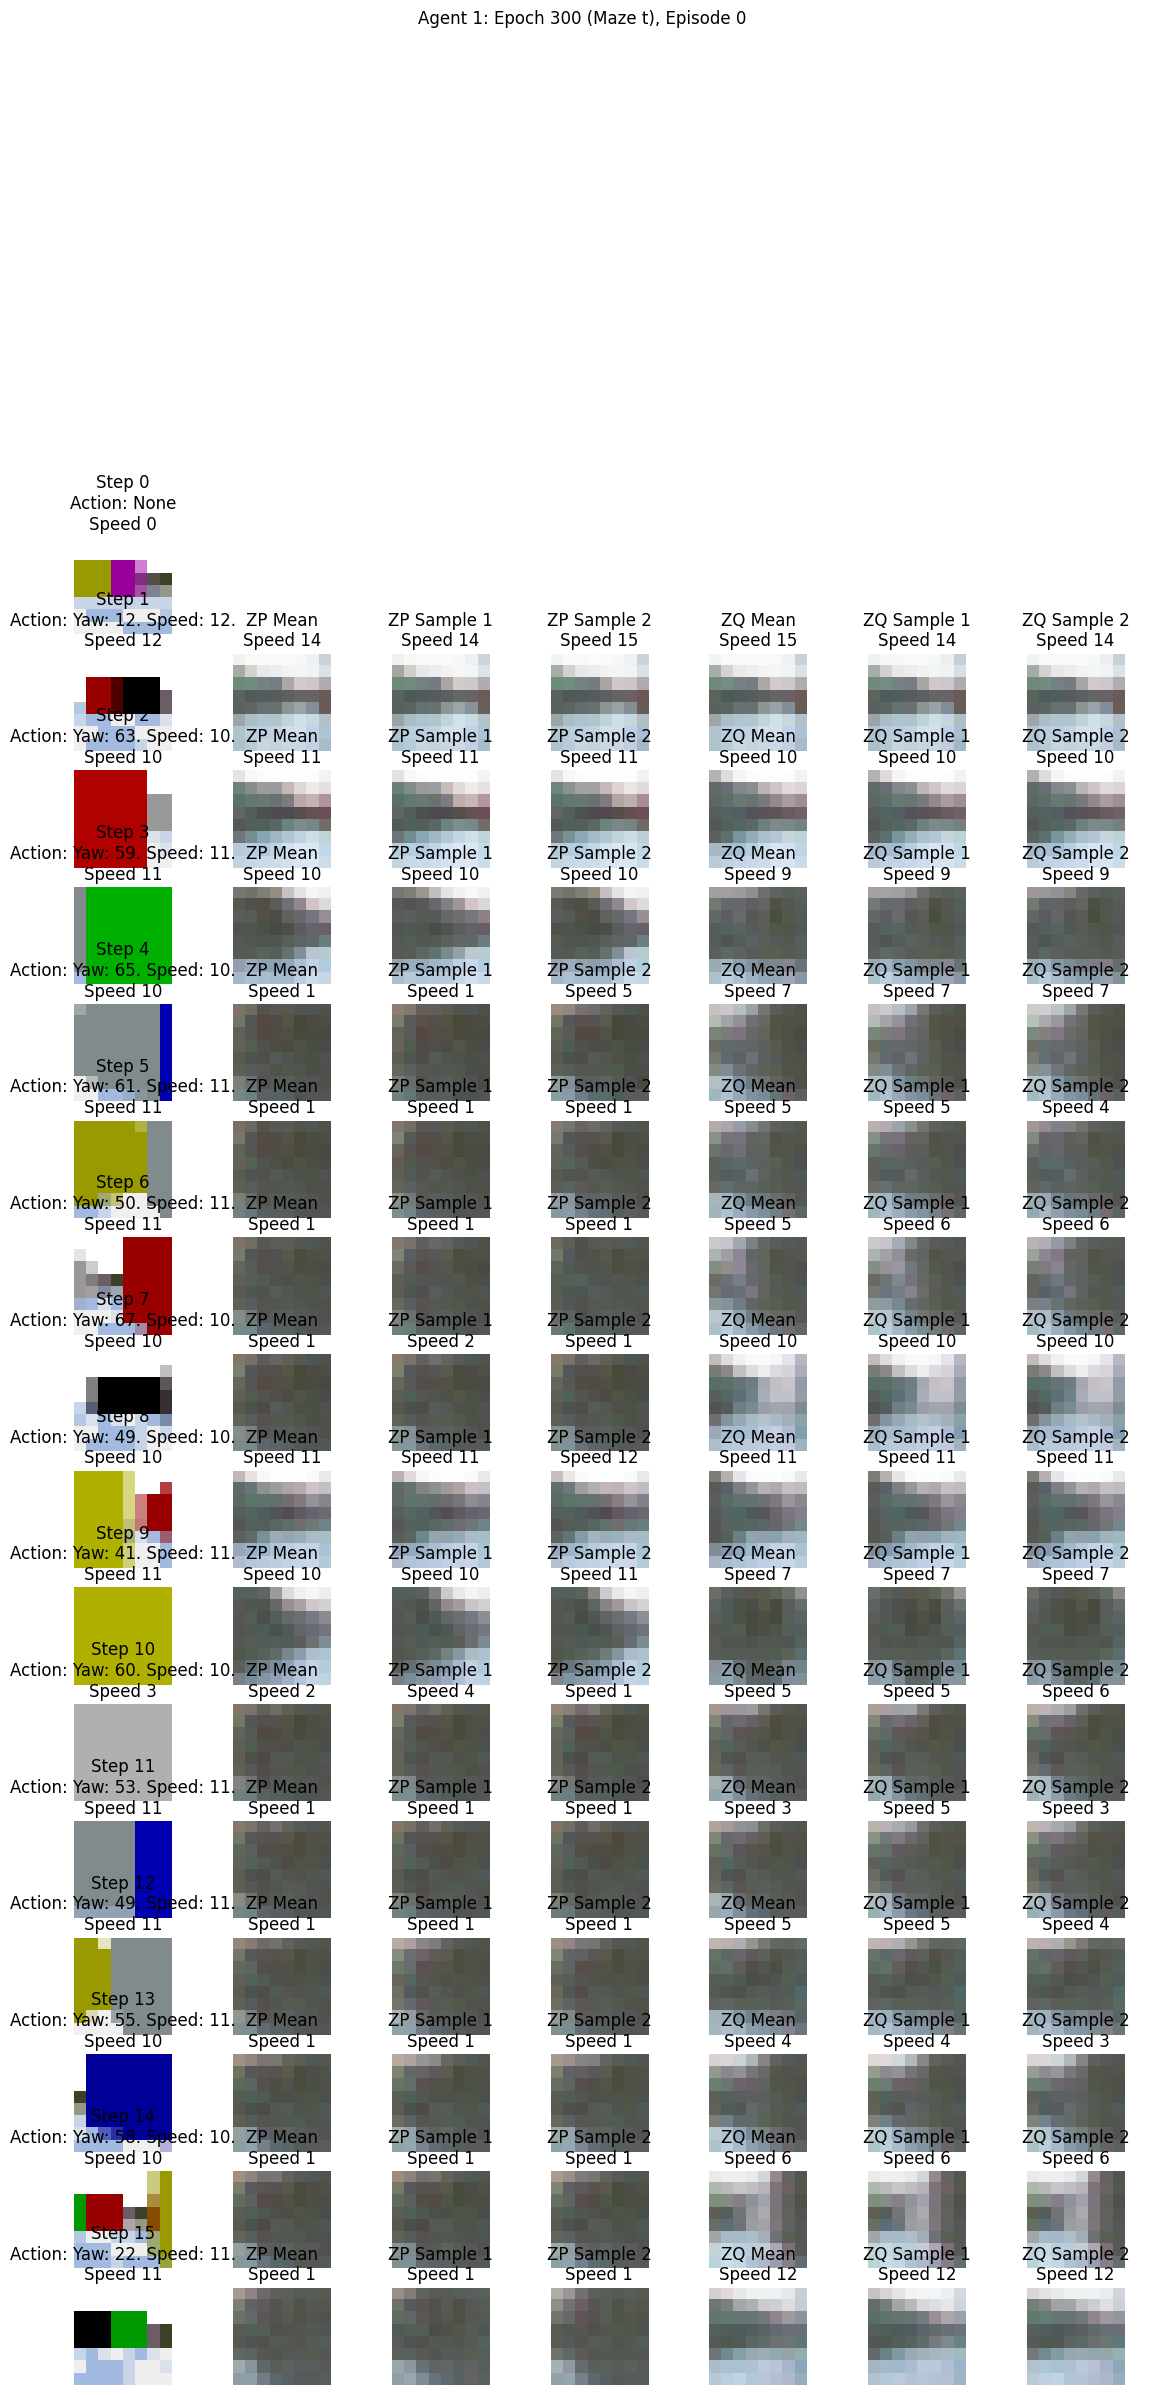 Agent 1: Epoch 300 (Maze t), Episode 0
Step 0
Action: None
Speed 0
Step 1
Action: Yaw: 12. Speed: 12. ZP Mean ZP Sample 1 ZP Sample 2 ZQ Mean ZQ Sample 1 ZQ Sample 2
Speed 12 Speed 14 Speed 14 Speed 15 Speed 15 Speed 14 Speed 14
Step 2
Action: Yaw: 63. Speed: 10. ZP Mean ZP Sample 1 ZP Sample 2 ZQ Mean ZQ Sample 1 ZQ Sample 2
Speed 10 Speed 11 Speed 11 Speed 11 Speed 10 Speed 10 Speed 10
Step 3
Action: Yaw: 59. Speed: 11. ZP Mean ZP Sample 1 ZP Sample 2 ZQ Mean ZQ Sample 1 ZQ Sample 2
Speed 11 Speed 10 Speed 10 Speed 10 Speed 9 Speed 9 Speed 9
Step 4
Action: Yaw: 65. Speed: 10. ZP Mean ZP Sample 1 ZP Sample 2 ZQ Mean ZQ Sample 1 ZQ Sample 2
Speed 10 Speed 1 Speed 1 Speed 5 Speed 7 Speed 7 Speed 7
Step 5
Action: Yaw: 61. Speed: 11. ZP Mean ZP Sample 1 ZP Sample 2 ZQ Mean ZQ Sample 1 ZQ Sample 2
Speed 11 Speed 1 Speed 1 Speed 1 Speed 5 Speed 5 Speed 4
Step 6
Action: Yaw: 50. Speed: 11. ZP Mean ZP Sample 1 ZP Sample 2 ZQ Mean ZQ Sample 1 ZQ Sample 2
Speed 11 Speed 1 Speed 1 Speed 1 Speed 5 Speed 6 Speed 6
Step 7
Action: Yaw: 67. Speed: 10. ZP Mean ZP Sample 1 ZP Sample 2 ZQ Mean ZQ Sample 1 ZQ Sample 2
Speed 10 Speed 1 Speed 2 Speed 1 Speed 10 Speed 10 Speed 10
Step 8
Action: Yaw: 49. Speed: 10. ZP Mean ZP Sample 1 ZP Sample 2 ZQ Mean ZQ Sample 1 ZQ Sample 2
Speed 10 Speed 11 Speed 11 Speed 12 Speed 11 Speed 11 Speed 11
Step 9
Action: Yaw: 41. Speed: 11. ZP Mean ZP Sample 1 ZP Sample 2 ZQ Mean ZQ Sample 1 ZQ Sample 2
Speed 11 Speed 10 Speed 10 Speed 11 Speed 7 Speed 7 Speed 7
Step 10
Action: Yaw: 60. Speed: 10. ZP Mean ZP Sample 1 ZP Sample 2 ZQ Mean ZQ Sample 1 ZQ Sample 2
Speed 3 Speed 2 Speed 4 Speed 1 Speed 5 Speed 5 Speed 6
Step 11
Action: Yaw: 53. Speed: 11. ZP Mean ZP Sample 1 ZP Sample 2 ZQ Mean ZQ Sample 1 ZQ Sample 2
Speed 11 Speed 1 Speed 1 Speed 1 Speed 3 Speed 5 Speed 3
Step 12
Action: Yaw: 49. Speed: 11. ZP Mean ZP Sample 1 ZP Sample 2 ZQ Mean ZQ Sample 1 ZQ Sample 2
Speed 11 Speed 1 Speed 1 Speed 1 Speed 5 Speed 5 Speed 4
Step 13
Action: Yaw: 55. Speed: 11. ZP Mean ZP Sample 1 ZP Sample 2 ZQ Mean ZQ Sample 1 ZQ Sample 2
Speed 10 Speed 1 Speed 1 Speed 1 Speed 4 Speed 4 Speed 3
Step 14
Action: Yaw: 58. Speed: 10. ZP Mean ZP Sample 1 ZP Sample 2 ZQ Mean ZQ Sample 1 ZQ Sample 2
Speed 10 Speed 1 Speed 1 Speed 1 Speed 6 Speed 6 Speed 6
Step 15
Action: Yaw: 22. Speed: 11. ZP Mean ZP Sample 1 ZP Sample 2 ZQ Mean ZQ Sample 1 ZQ Sample 2
Speed 11 Speed 1 Speed 1 Speed 1 Speed 12 Speed 12 Speed 12